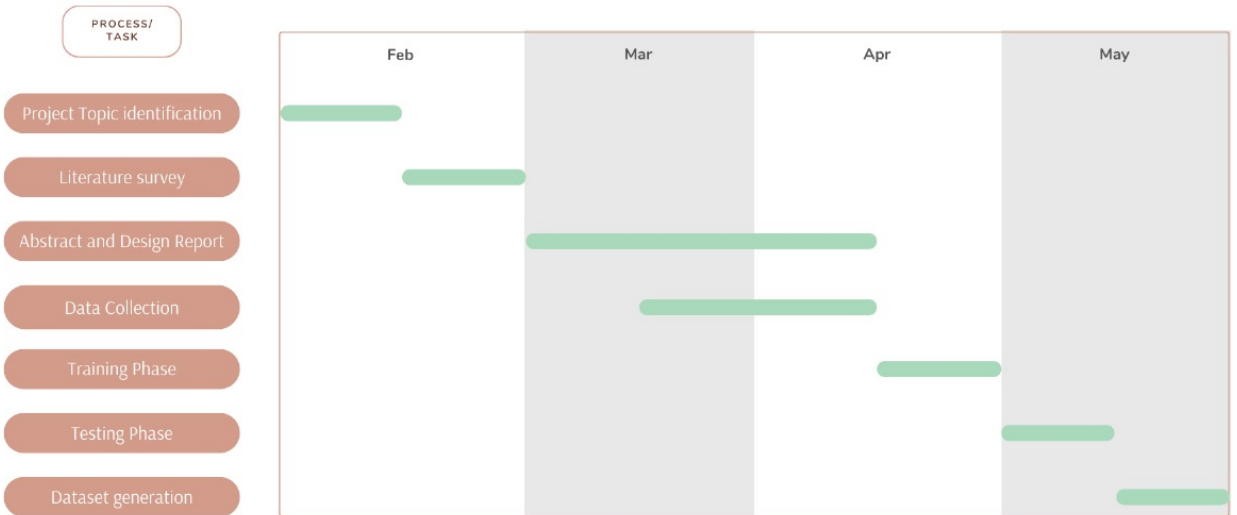 PROCESS/
TASK
Feb
Mar
Apr
May
Project Topic identification
Literature survey
Abstract and Design Report
Data Collection
Training Phase
Testing Phase
Dataset generation